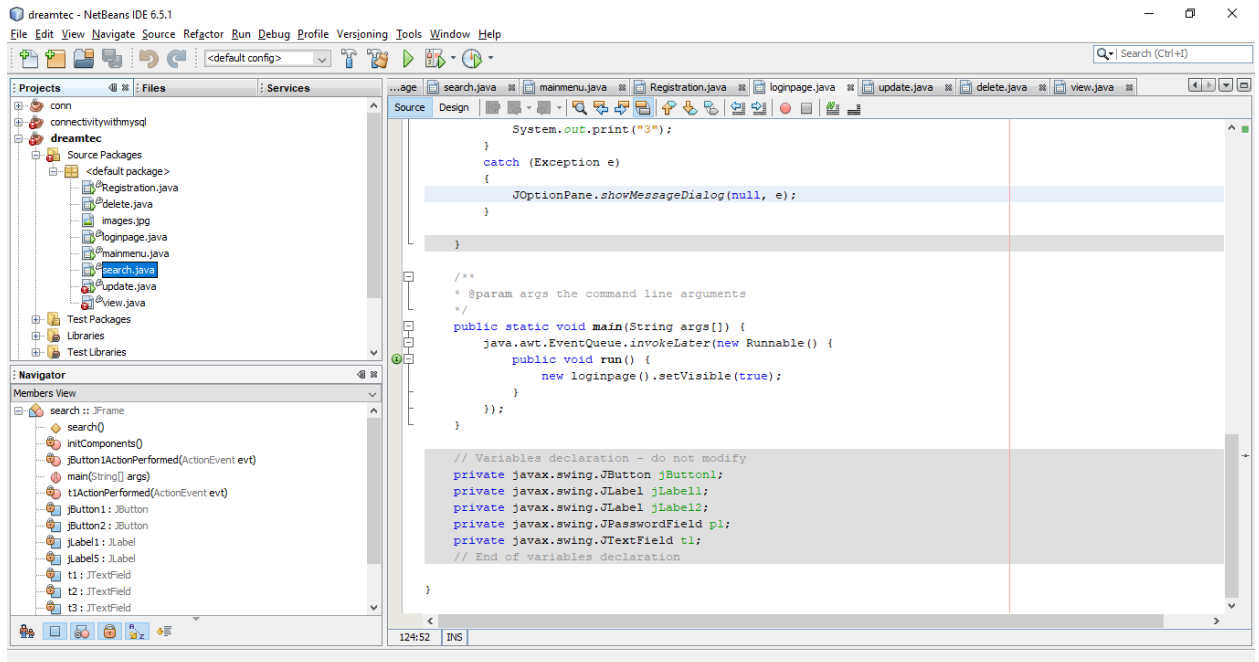 dreamtec - NetBeans IDE 6.5.1
File Edit View Navigate Source Refactor Run Debug Profile Versioning Tools Window Help
<default config>
Search (Ctrl+I)
Projects
Files
Services
conn
connectivitywithmysql
dreamtec
Source Packages
<default package>
Registration.java
delete.java
images.jpg
loginpage.java
mainmenu.java
search.java
update.java
view.java
Test Packages
Libraries
Test Libraries
Navigator
Members View
search :: JFrame
search()
initComponents()
jButton1ActionPerformed(ActionEvent evt)
main(String[] args)
t1ActionPerformed(ActionEvent evt)
jButton1 : JButton
jButton2 : JButton
jLabel1 : JLabel
jLabel5 : JLabel
t1 : JTextField
t2 : JTextField
t3 : JTextField
...age search.java mainmenu.java Registration.java loginpage.java update.java delete.java view.java
Source Design
System.out.print("3");
}
catch (Exception e)
{
JOptionPane.showMessageDialog(null, e);
}
}
/**
* @param args the command line arguments
*/
public static void main(String args[]) {
java.awt.EventQueue.invokeLater(new Runnable() {
public void run() {
new loginpage().setVisible(true);
}
});
}
// Variables declaration - do not modify
private javax.swing.JButton jButton1;
private javax.swing.JLabel jLabel1;
private javax.swing.JLabel jLabel2;
private javax.swing.JPasswordField p1;
private javax.swing.JTextField t1;
// End of variables declaration
}
124:52 INS